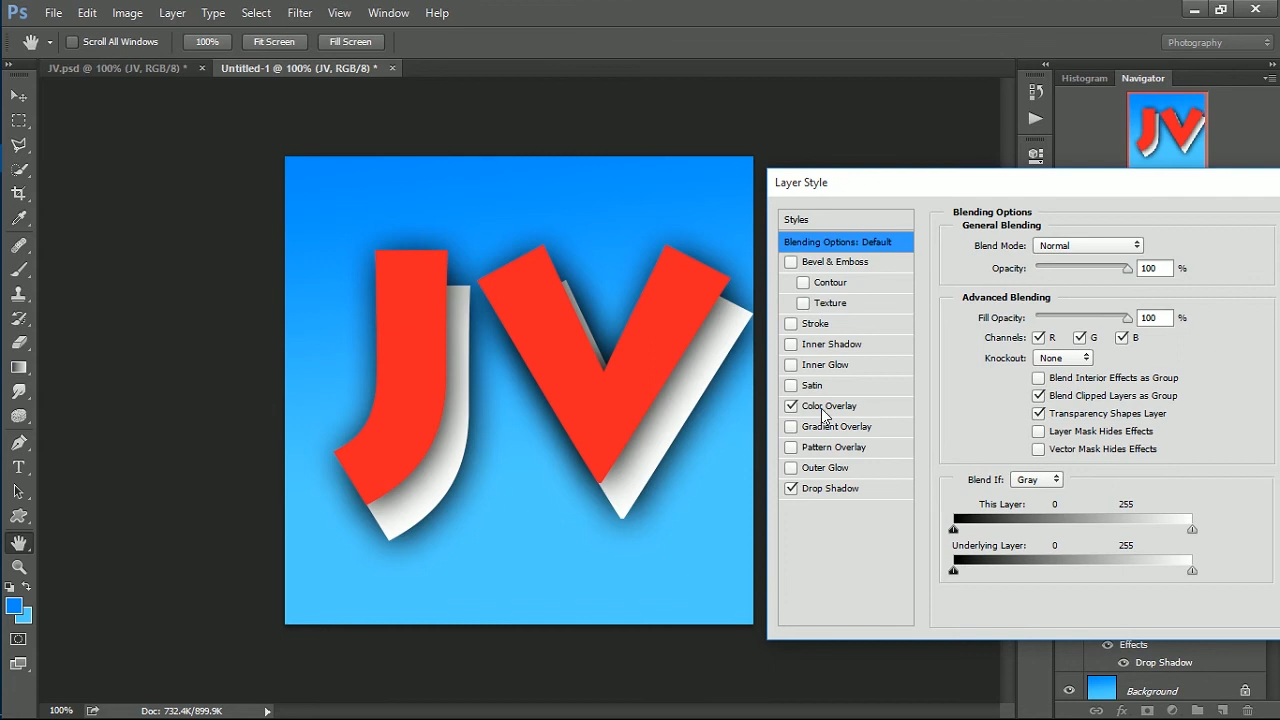 Ps File Edit Image Layer Type Select Filter 3D View Window Help
Scroll All Windows 100% Fit Screen Fill Screen Photography
JV.psd @ 100% (JV, RGB/8) * × Untitled-1 @ 100% (JV, RGB/8) * × Histogram Navigator
JV
JV
Layer Style
Styles
Blending Options: Default
Bevel & Emboss
Contour
Texture
Stroke
Inner Shadow
Inner Glow
Satin
Color Overlay
Gradient Overlay
Pattern Overlay
Outer Glow
Drop Shadow
Blending Options
General Blending
Blend Mode: Normal
Opacity: 100 %
Advanced Blending
Fill Opacity: 100 %
Channels: R G B
Knockout: None
Blend Interior Effects as Group
Blend Clipped Layers as Group
Transparency Shapes Layer
Layer Mask Hides Effects
Vector Mask Hides Effects
Blend If: Gray
This Layer: 0 255
Underlying Layer: 0 255
Effects
Drop Shadow
Background
100% Doc: 732.4K/899.9K
fx